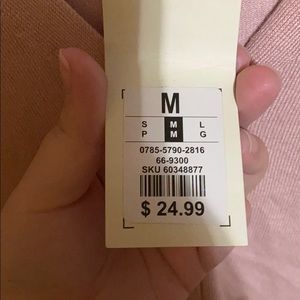 M
S M L
P M G
0785-5790-2816
66-9300
SKU 60348877
$ 24.99